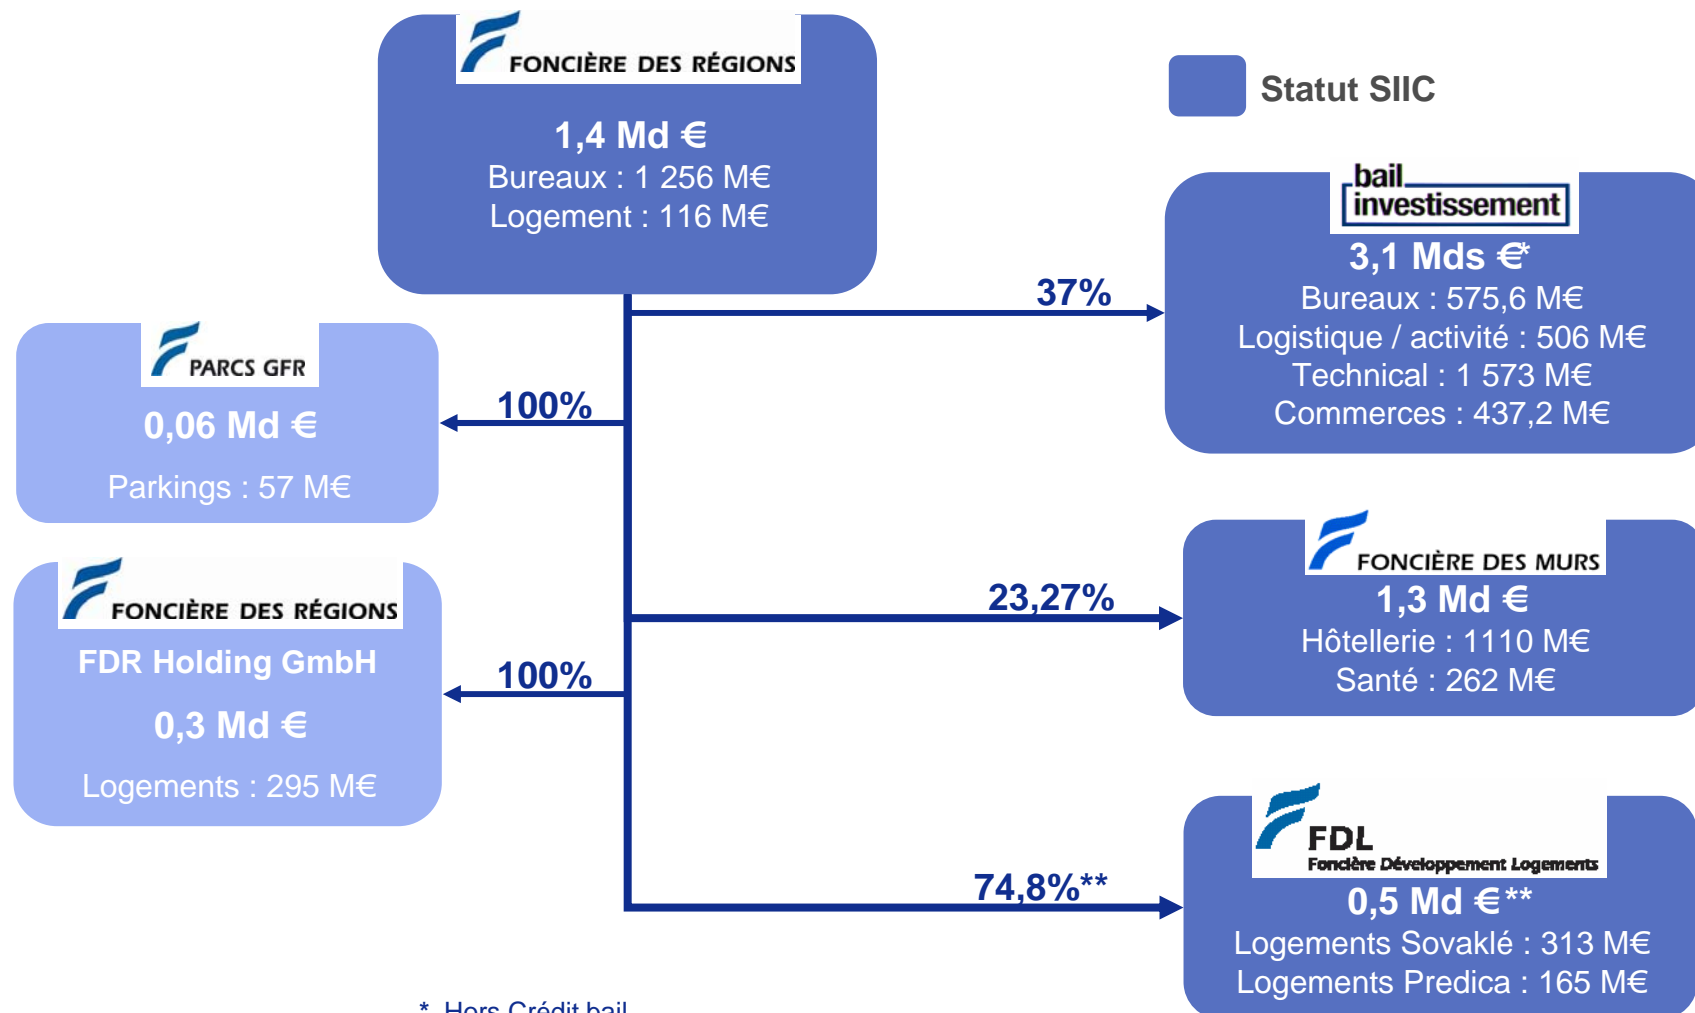 FONCIÈRE DES RÉGIONS
1,4 Md €
Bureaux : 1 256 M€
Logement : 116 M€
Statut SIIC
bail
investissement
3,1 Mds €*
Bureaux : 575,6 M€
Logistique / activité : 506 M€
Technical : 1 573 M€
Commerces : 437,2 M€
37%
PARCS GFR
0,06 Md €
Parkings : 57 M€
100%
FONCIÈRE DES MURS
1,3 Md €
Hôtellerie : 1110 M€
Santé : 262 M€
23,27%
FONCIÈRE DES RÉGIONS
FDR Holding GmbH
0,3 Md €
Logements : 295 M€
100%
FDL
Foncière Développement Logements
0,5 Md €**
Logements Sovaklé : 313 M€
Logements Predica : 165 M€
74,8%**
* Hors Crédit bail